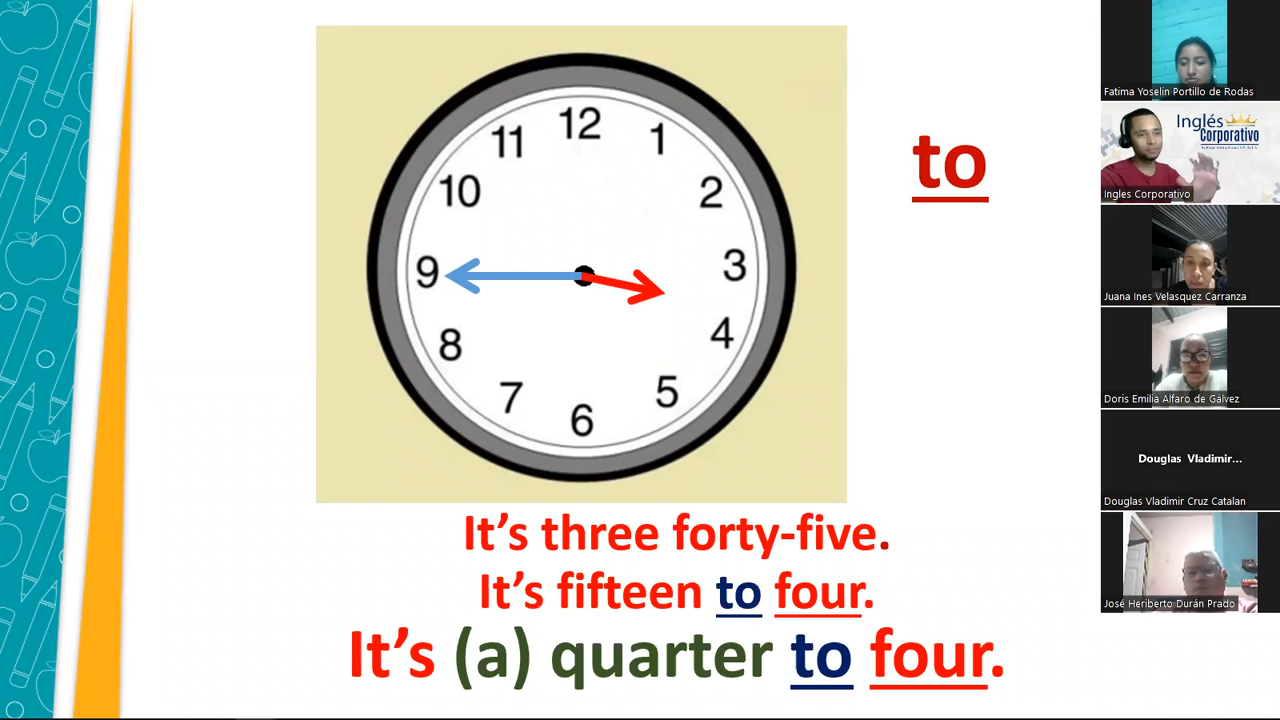 12
11
1
10
2
9
3
8
4
7
5
6
to
It’s three forty-five.
It’s fifteen to four.
It’s (a) quarter to four.
Fatima Yoselin Portillo de Rodas
Inglés
Corporativo
Ingles Corporativo
Juana Ines Velasquez Carranza
Doris Emilia Alfaro de Gálvez
Douglas Vladimir...
Douglas Vladimir Cruz Catalan
José Heriberto Durán Prado